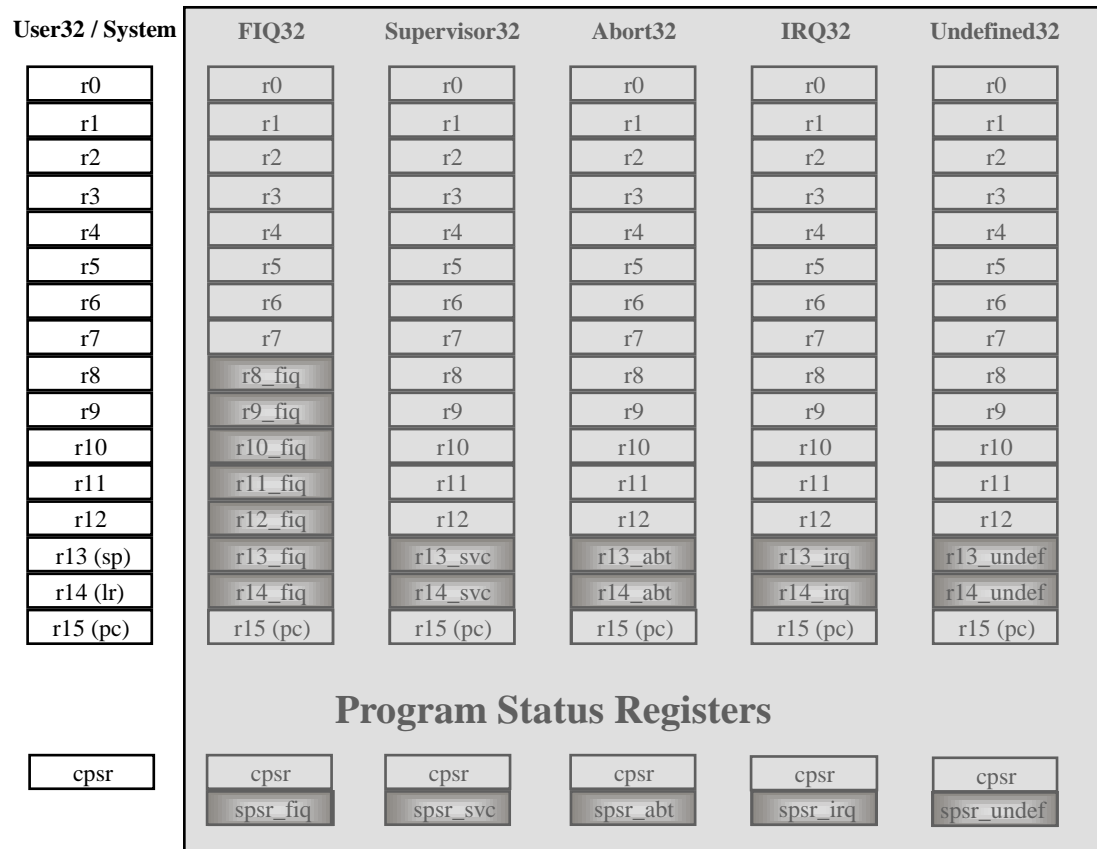 User32 / System FIQ32 Supervisor32 Abort32 IRQ32 Undefined32
r0 r0 r0 r0 r0 r0
r1 r1 r1 r1 r1 r1
r2 r2 r2 r2 r2 r2
r3 r3 r3 r3 r3 r3
r4 r4 r4 r4 r4 r4
r5 r5 r5 r5 r5 r5
r6 r6 r6 r6 r6 r6
r7 r7 r7 r7 r7 r7
r8 r8_fiq r8 r8 r8 r8
r9 r9_fiq r9 r9 r9 r9
r10 r10_fiq r10 r10 r10 r10
r11 r11_fiq r11 r11 r11 r11
r12 r12_fiq r12 r12 r12 r12
r13 (sp) r13_fiq r13_svc r13_abt r13_irq r13_undef
r14 (lr) r14_fiq r14_svc r14_abt r14_irq r14_undef
r15 (pc) r15 (pc) r15 (pc) r15 (pc) r15 (pc) r15 (pc)
Program Status Registers
cpsr cpsr cpsr cpsr cpsr cpsr
spsr_fiq spsr_svc spsr_abt spsr_irq spsr_undef